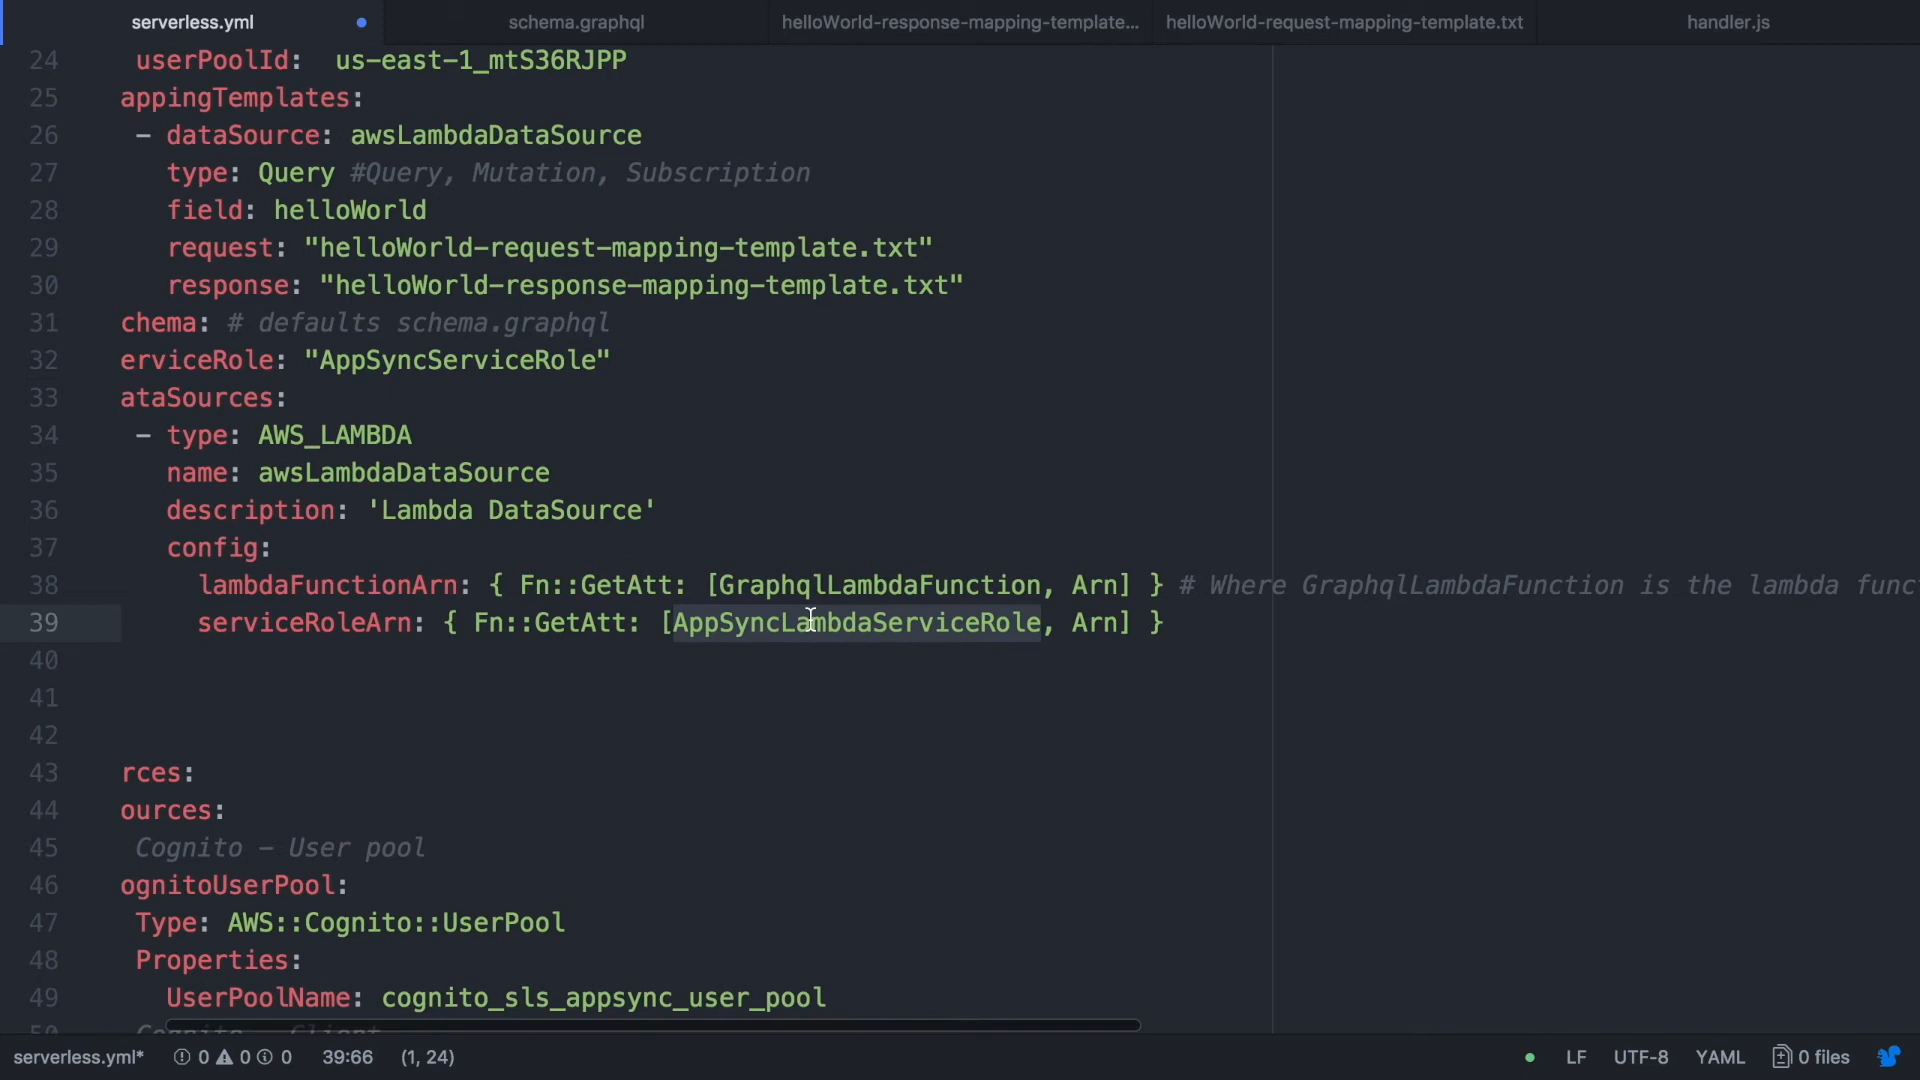 serverless.yml
schema.graphql
helloWorld-response-mapping-template...
helloWorld-request-mapping-template.txt
handler.js
24 userPoolId: us-east-1_mtS36RJPP
25 appingTemplates:
26 - dataSource: awsLambdaDataSource
27 type: Query #Query, Mutation, Subscription
28 field: helloWorld
29 request: "helloWorld-request-mapping-template.txt"
30 response: "helloWorld-response-mapping-template.txt"
31 chema: # defaults schema.graphql
32 erviceRole: "AppSyncServiceRole"
33 ataSources:
34 - type: AWS_LAMBDA
35 name: awsLambdaDataSource
36 description: 'Lambda DataSource'
37 config:
38 lambdaFunctionArn: { Fn::GetAtt: [GraphqlLambdaFunction, Arn] } # Where GraphqlLambdaFunction is the lambda func
39 serviceRoleArn: { Fn::GetAtt: [AppSyncLambdaServiceRole, Arn] }
40
41
42
43 rces:
44 ources:
45 Cognito - User pool
46 ognitoUserPool:
47 Type: AWS::Cognito::UserPool
48 Properties:
49 UserPoolName: cognito_sls_appsync_user_pool
50 Cognito - Client
serverless.yml* 0 0 0 39:66 (1, 24) LF UTF-8 YAML 0 files